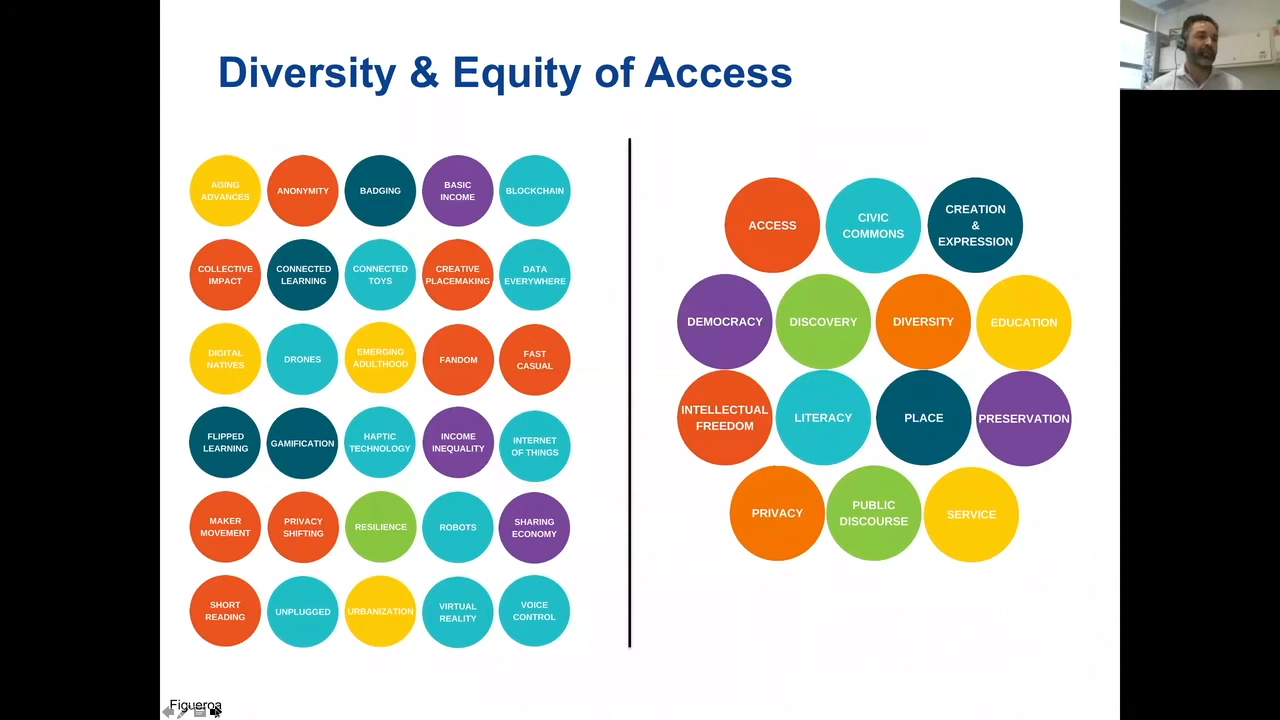 Diversity & Equity of Access
AGING
ADVANCES
ANONYMITY
BADGING
BASIC
INCOME
BLOCKCHAIN
COLLECTIVE
IMPACT
CONNECTED
LEARNING
CONNECTED
TOYS
CREATIVE
PLACEMAKING
DATA
EVERYWHERE
DIGITAL
NATIVES
DRONES
EMERGING
ADULTHOOD
FANDOM
FAST
CASUAL
FLIPPED
LEARNING
GAMIFICATION
HAPTIC
TECHNOLOGY
INCOME
INEQUALITY
INTERNET
OF THINGS
MAKER
MOVEMENT
PRIVACY
SHIFTING
RESILIENCE
ROBOTS
SHARING
ECONOMY
SHORT
READING
UNPLUGGED
URBANIZATION
VIRTUAL
REALITY
VOICE
CONTROL
ACCESS
CIVIC
COMMONS
CREATION
&
EXPRESSION
DEMOCRACY
DISCOVERY
DIVERSITY
EDUCATION
INTELLECTUAL
FREEDOM
LITERACY
PLACE
PRESERVATION
PRIVACY
PUBLIC
DISCOURSE
SERVICE
Figueroa